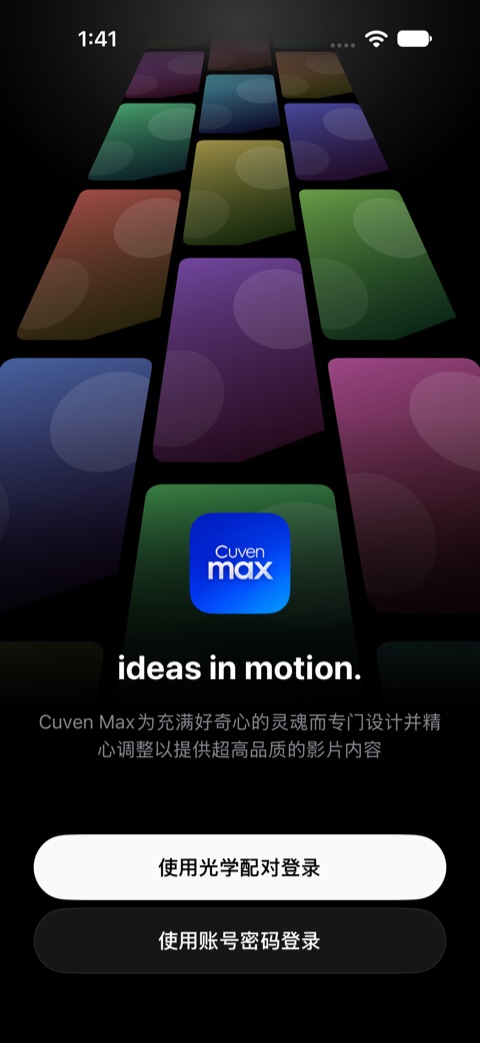 1:41
Cuven
max
ideas in motion.
Cuven Max为充满好奇心的灵魂而专门设计并精
心调整以提供超高品质的影片内容
使用光学配对登录
使用账号密码登录